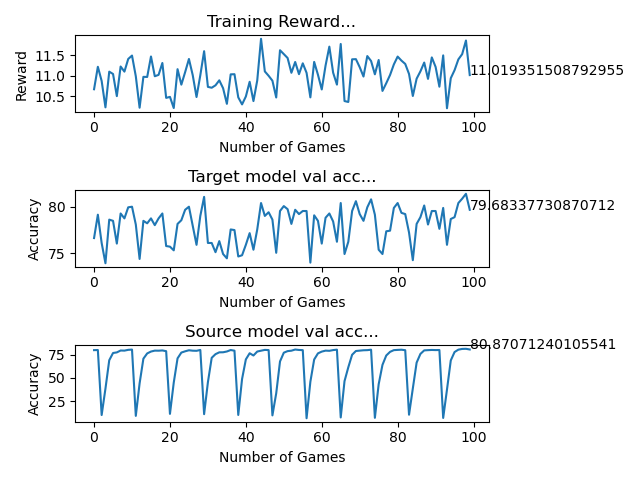 Training Reward...
Reward
11.5
11.0
10.5
11.019351508792955
0 20 40 60 80 100
Number of Games
Target model val acc...
Accuracy
80
75
79.68337730870712
0 20 40 60 80 100
Number of Games
Source model val acc...
Accuracy
75
50
25
80.87071240105541
0 20 40 60 80 100
Number of Games